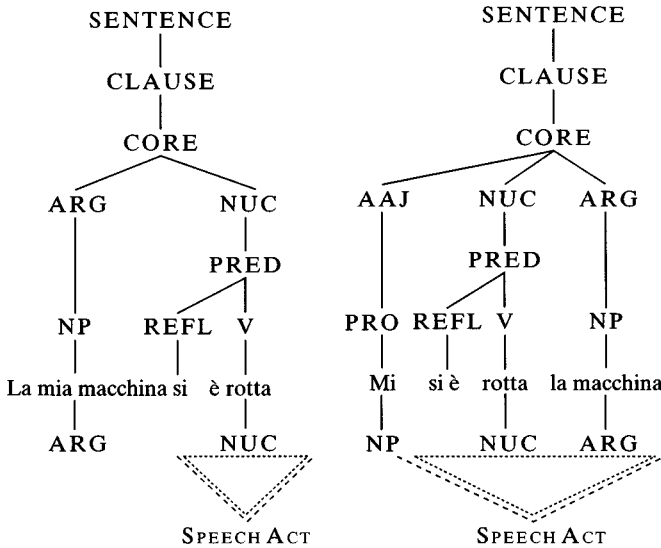 SENTENCE SENTENCE
CLAUSE CLAUSE
CORE CORE
ARG NUC AAJ NUC ARG
PRED PRED
NP REFL V PRO REFL V NP
La mia macchina si è rotta Mi si è rotta la macchina
ARG NUC NP NUC ARG
SPEECH ACT SPEECH ACT